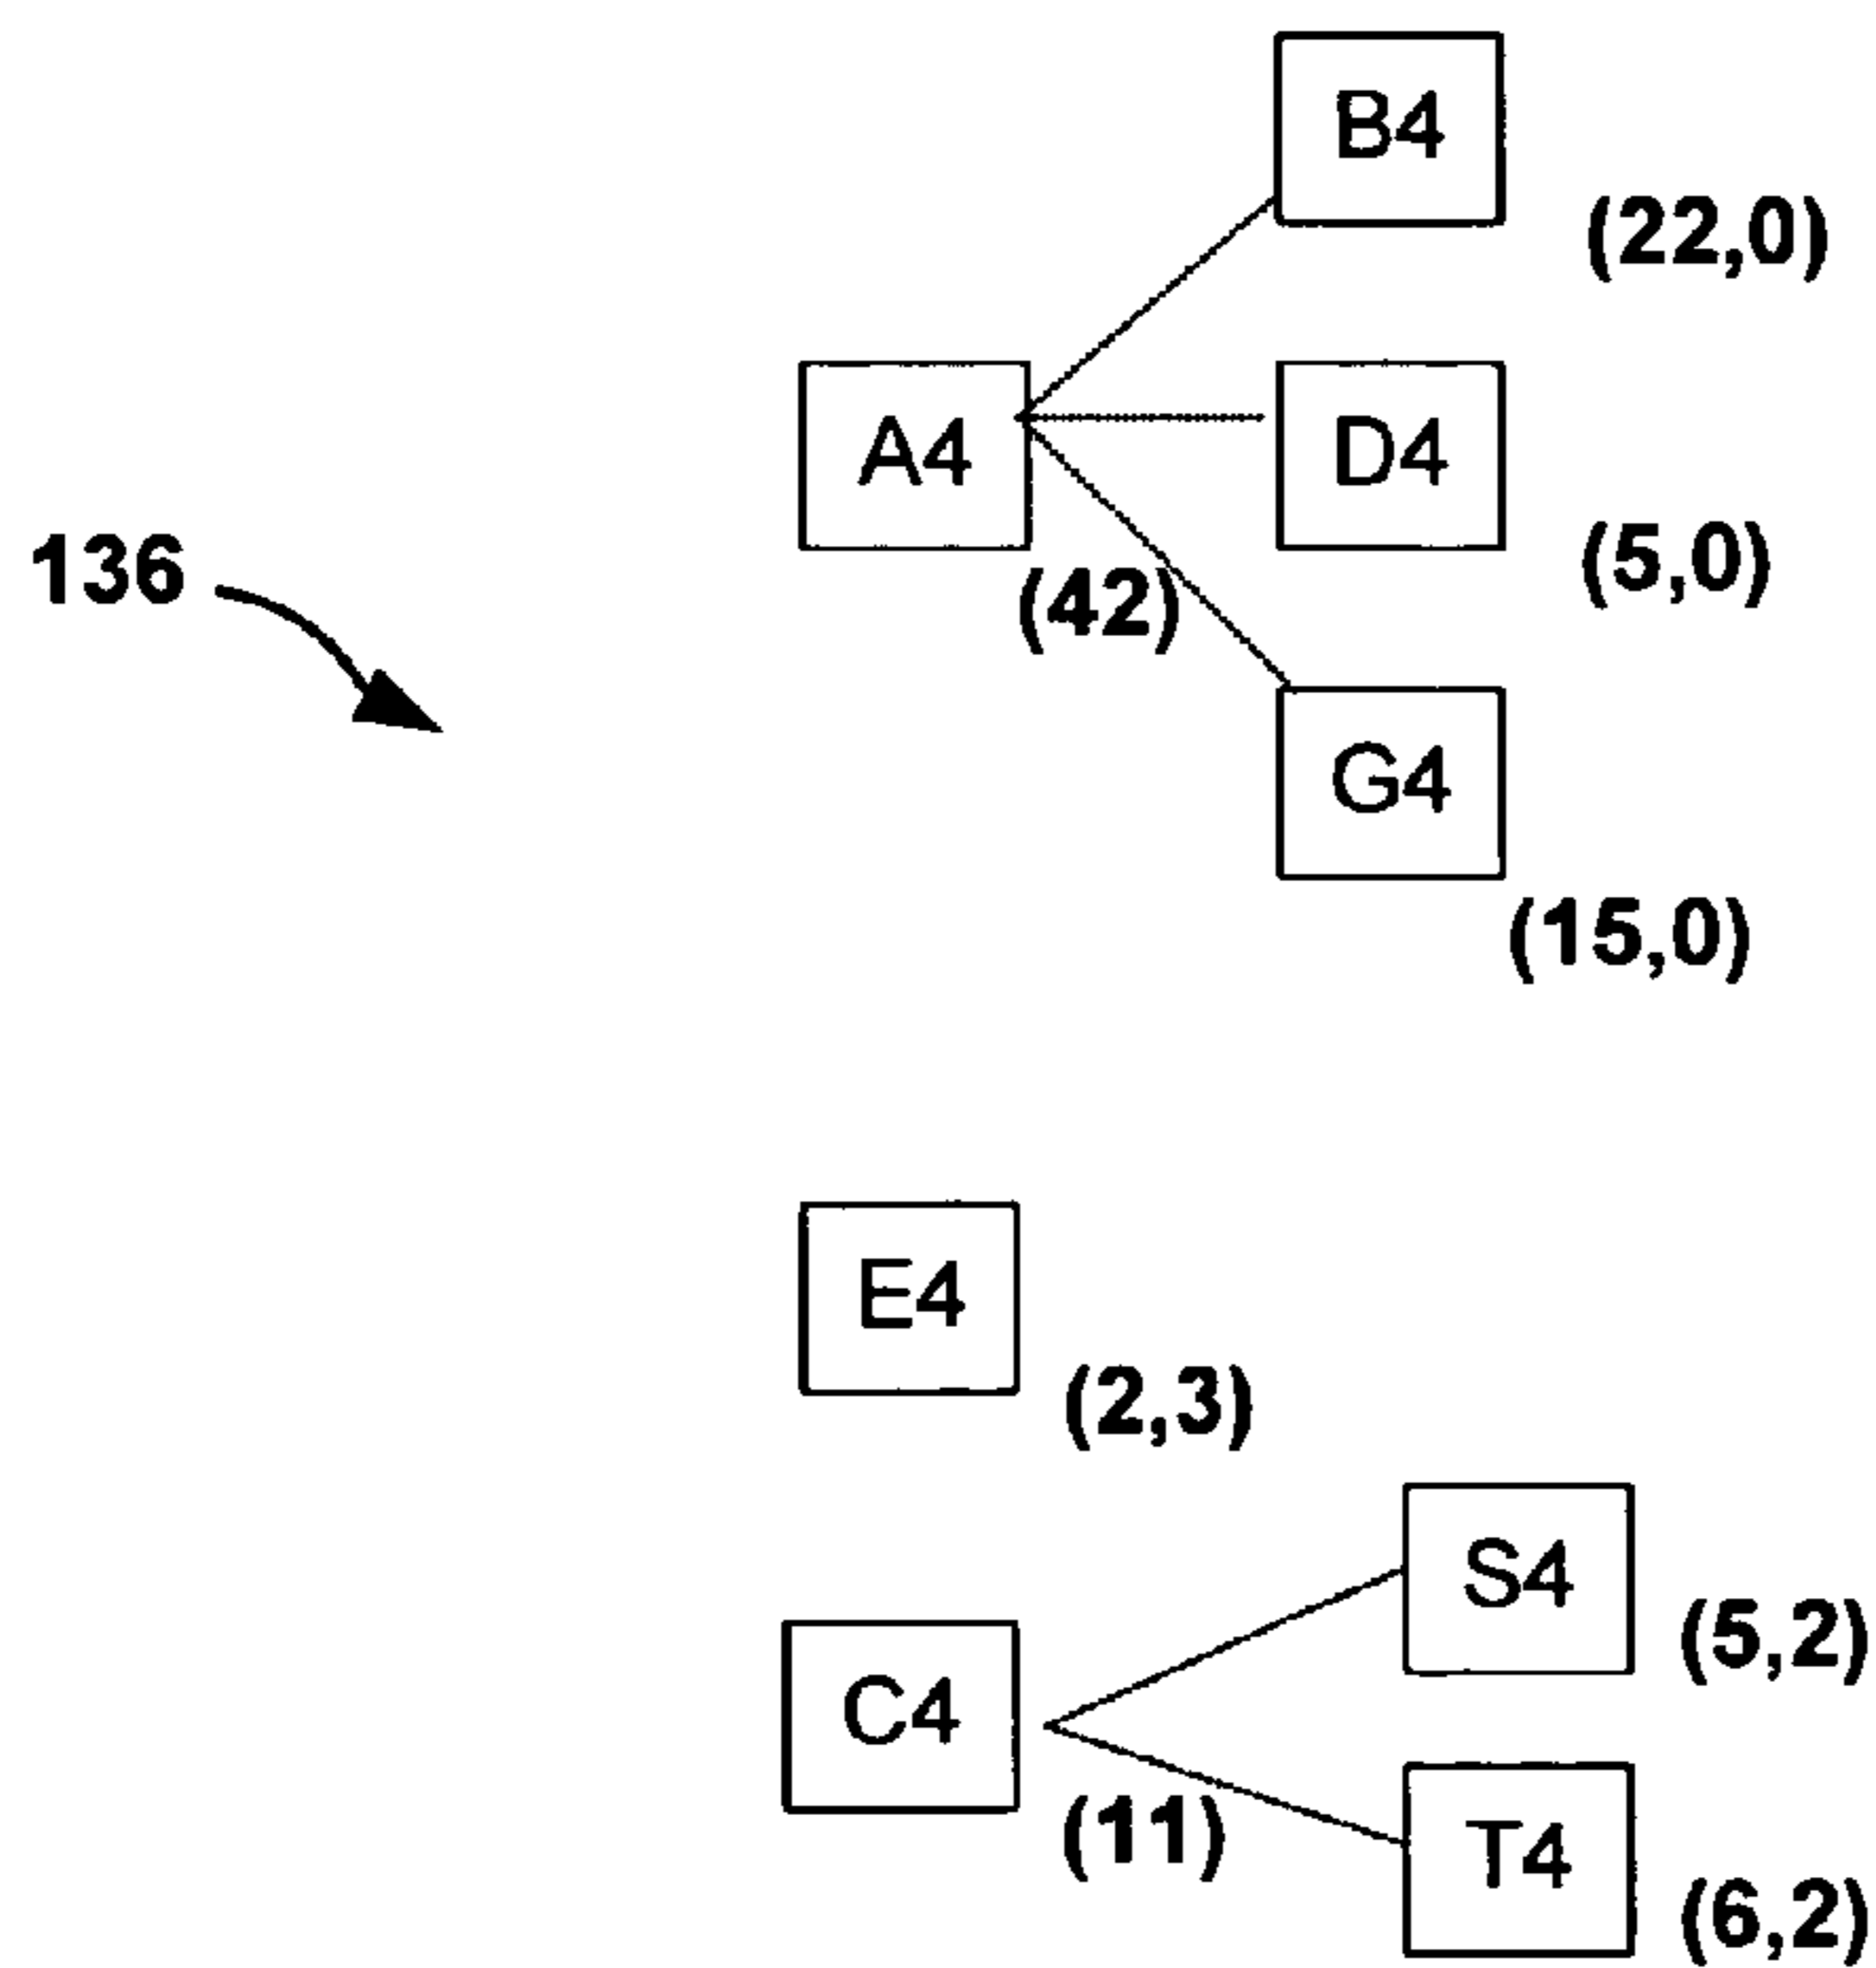 B4
(22,0)
A4
D4
136
(42)
(5,0)
G4
(15,0)
E4
(2,3)
S4
(5,2)
C4
(11)
T4
(6,2)